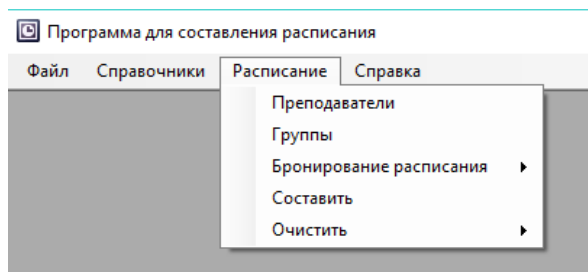 Программа для составления расписания
Файл Справочники Расписание Справка
Преподаватели
Группы
Бронирование расписания
Составить
Очистить